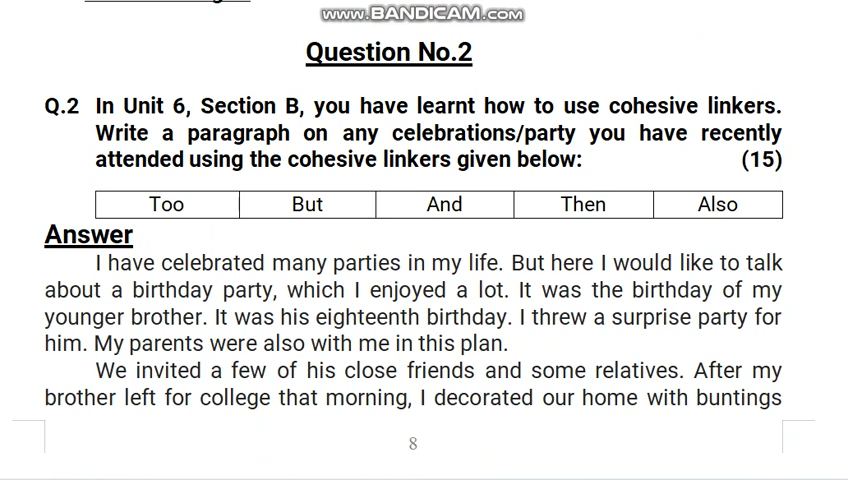 www.BANDICAM.com
Question No.2
Q.2 In Unit 6, Section B, you have learnt how to use cohesive linkers.
Write a paragraph on any celebrations/party you have recently
attended using the cohesive linkers given below: (15)
Too But And Then Also
Answer
I have celebrated many parties in my life. But here I would like to talk
about a birthday party, which I enjoyed a lot. It was the birthday of my
younger brother. It was his eighteenth birthday. I threw a surprise party for
him. My parents were also with me in this plan.
We invited a few of his close friends and some relatives. After my
brother left for college that morning, I decorated our home with buntings
8